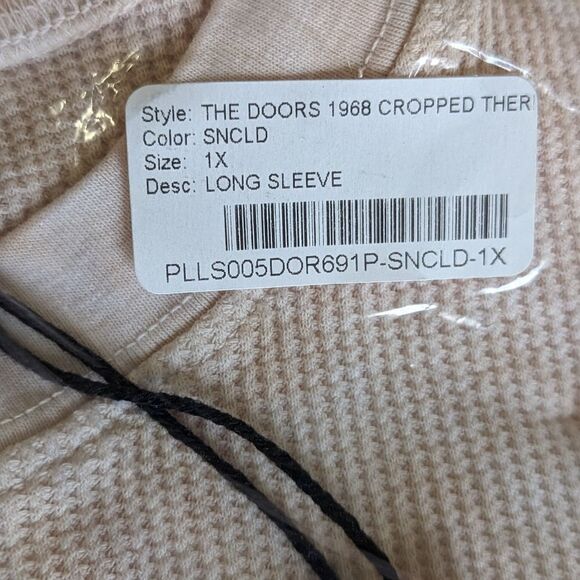 Style: THE DOORS 1968 CROPPED THER
Color: SNCLD
Size: 1X
Desc: LONG SLEEVE
PLLS005DOR691P-SNCLD-1X